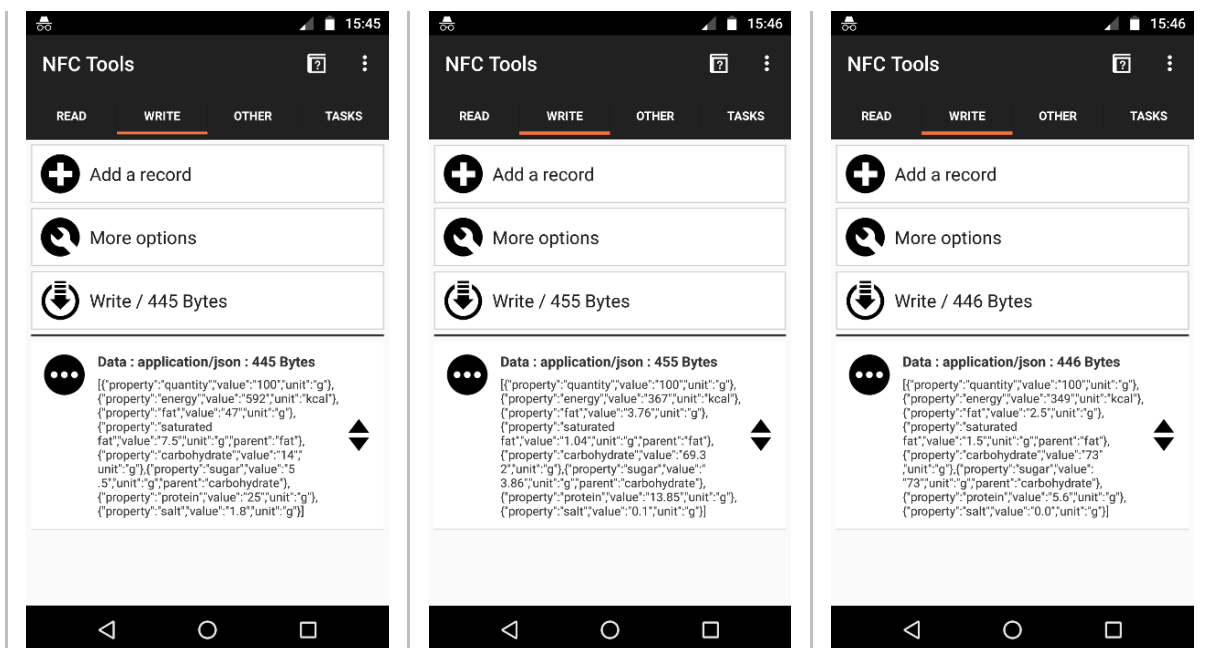 15:45
NFC Tools
READ WRITE OTHER TASKS
Add a record
More options
Write / 445 Bytes
Data : application/json : 445 Bytes
[{"property":"quantity","value":"100","unit":"g"},
{"property":"energy","value":"592","unit":"kcal"},
{"property":"fat","value":"47","unit":"g"},
{"property":"saturated
fat","value":"7.5","unit":"g","parent":"fat"},
{"property":"carbohydrate","value":"14","
unit":"g"},{"property":"sugar","value":"5
.5","unit":"g","parent":"carbohydrate"},
{"property":"protein","value":"25","unit":"g"},
{"property":"salt","value":"1.8","unit":"g"}]
15:46
NFC Tools
READ WRITE OTHER TASKS
Add a record
More options
Write / 455 Bytes
Data : application/json : 455 Bytes
[{"property":"quantity","value":"100","unit":"g"},
{"property":"energy","value":"367","unit":"kcal"},
{"property":"fat","value":"3.76","unit":"g"},
{"property":"saturated
fat","value":"1.04","unit":"g","parent":"fat"},
{"property":"carbohydrate","value":"69.3
2","unit":"g"},{"property":"sugar","value":"
3.86","unit":"g","parent":"carbohydrate"},
{"property":"protein","value":"13.85","unit":"g"},
{"property":"salt","value":"0.1","unit":"g"}]
15:46
NFC Tools
READ WRITE OTHER TASKS
Add a record
More options
Write / 446 Bytes
Data : application/json : 446 Bytes
[{"property":"quantity","value":"100","unit":"g"},
{"property":"energy","value":"349","unit":"kcal"},
{"property":"fat","value":"2.5","unit":"g"},
{"property":"saturated
fat","value":"1.5","unit":"g","parent":"fat"},
{"property":"carbohydrate","value":"73"
,"unit":"g"},{"property":"sugar","value":
"73","unit":"g","parent":"carbohydrate"},
{"property":"protein","value":"5.6","unit":"g"},
{"property":"salt","value":"0.0","unit":"g"}]